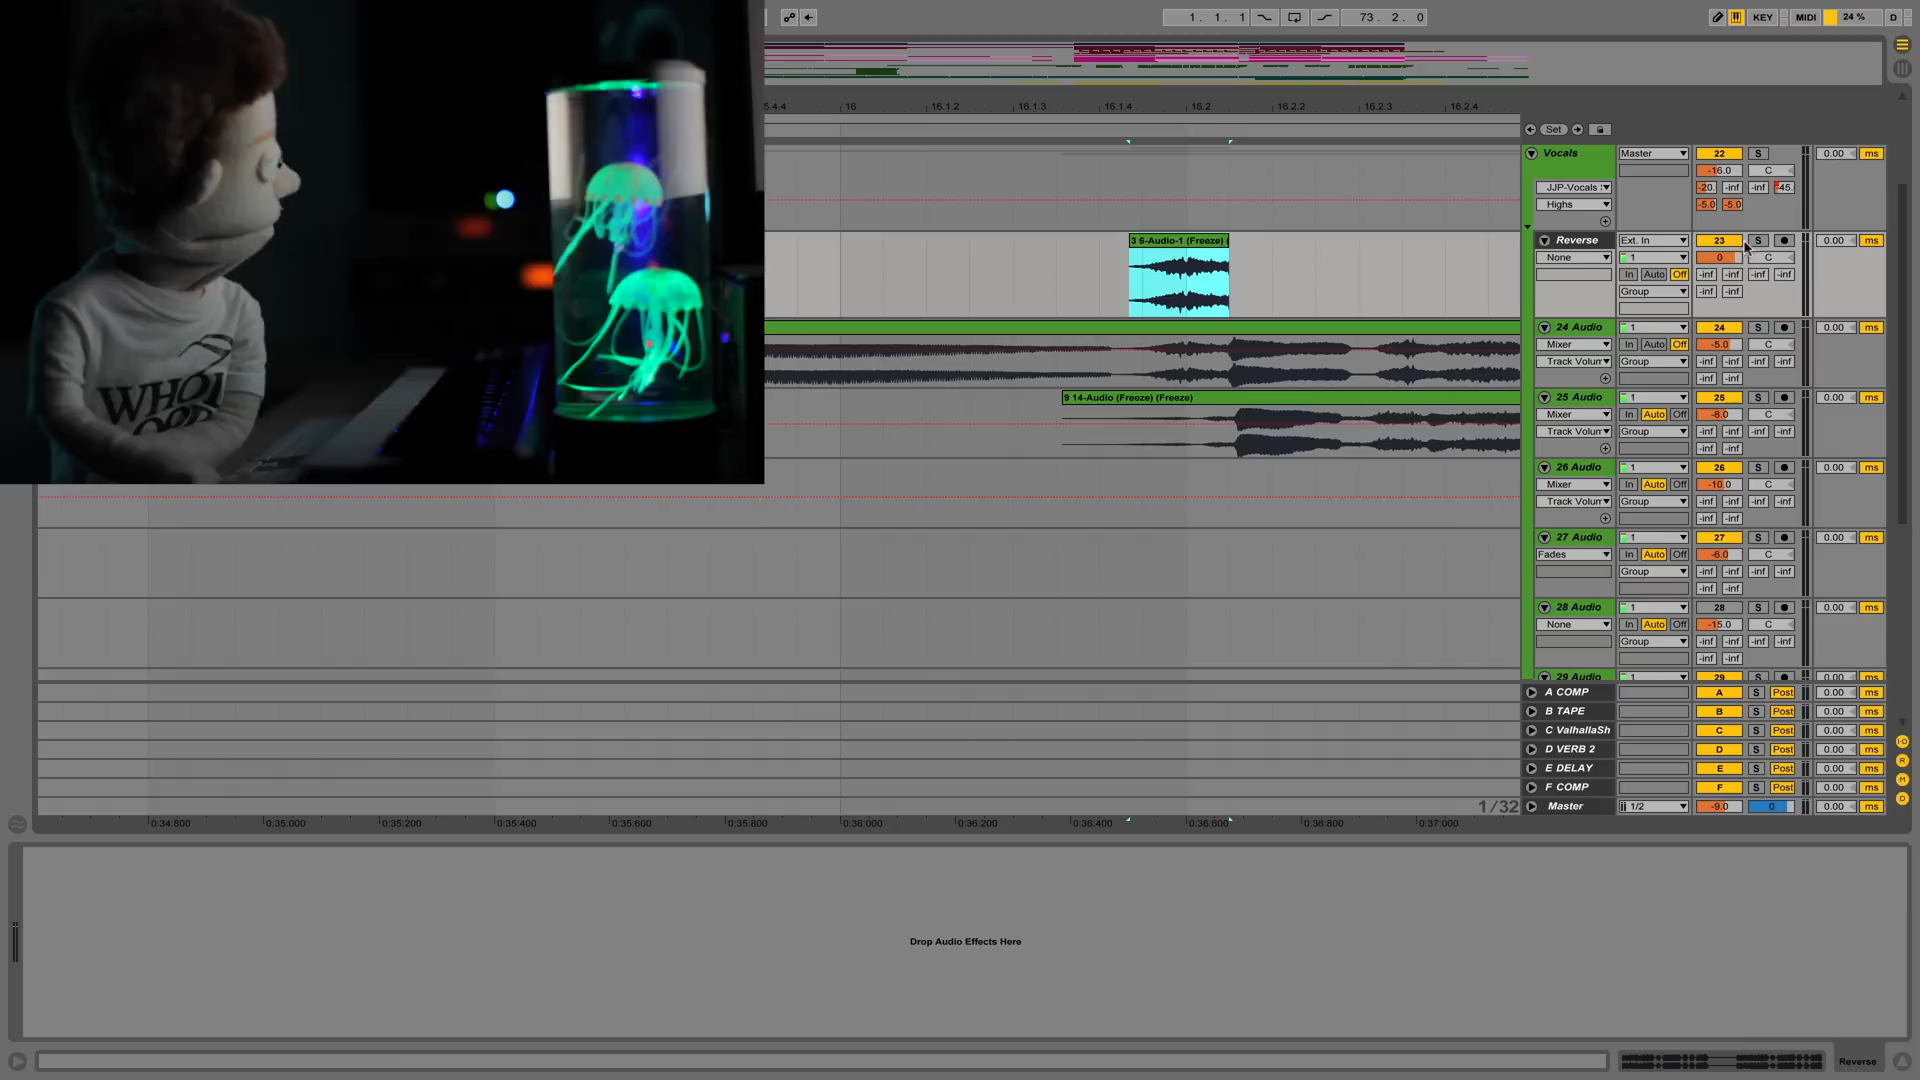 1. 1. 1
73. 2. 0
KEY
MIDI
24 %
D
5.4.4
16
16.1.2
16.1.3
16.1.4
16.2
16.2.2
16.2.3
16.2.4
Set
Vocals
Master
22
S
0.00
ms
-16.0
C
JJP-Vocals
-20.
-inf
-inf
-45.
Highs
-5.0
-5.0
3 6-Audio-1 (Freeze)
Reverse
Ext. In
23
S
0.00
ms
None
1
0
C
In
Auto
Off
-inf
-inf
-inf
-inf
Group
-inf
-inf
24 Audio
1
24
S
0.00
ms
Mixer
In
Auto
Off
-5.0
C
Track Volum
Group
-inf
-inf
-inf
-inf
-inf
-inf
9 14-Audio (Freeze) (Freeze)
25 Audio
1
25
S
0.00
ms
Mixer
In
Auto
Off
-8.0
C
Track Volum
Group
-inf
-inf
-inf
-inf
-inf
-inf
26 Audio
1
26
S
0.00
ms
Mixer
In
Auto
Off
-10.0
C
Track Volum
Group
-inf
-inf
-inf
-inf
-inf
-inf
27 Audio
1
27
S
0.00
ms
Fades
In
Auto
Off
-6.0
C
Group
-inf
-inf
-inf
-inf
-inf
-inf
28 Audio
1
28
S
0.00
ms
None
In
Auto
Off
-15.0
C
Group
-inf
-inf
-inf
-inf
-inf
-inf
29 Audio
1
29
S
0.00
ms
A COMP
A
S
Post
0.00
ms
B TAPE
B
S
Post
0.00
ms
C ValhallaSh
C
S
Post
0.00
ms
D VERB 2
D
S
Post
0.00
ms
E DELAY
E
S
Post
0.00
ms
F COMP
F
S
Post
0.00
ms
1/32
Master
1/2
-9.0
0
0.00
ms
0:34:800
0:35:000
0:35:200
0:35:400
0:35:600
0:35:800
0:36:000
0:36:200
0:36:400
0:36:600
0:36:800
0:37:000
I·O
R
M
D
Drop Audio Effects Here
Reverse